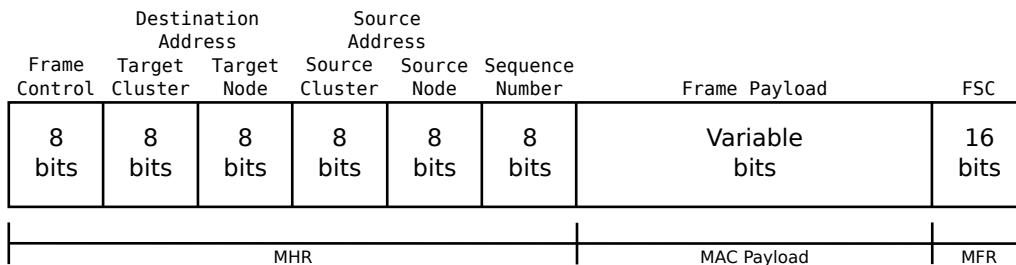 Destination Address
Source Address
Frame Control
Target Cluster
Target Node
Source Cluster
Source Node
Sequence Number
Frame Payload
FSC
8 bits
8 bits
8 bits
8 bits
8 bits
8 bits
Variable bits
16 bits
MHR
MAC Payload
MFR